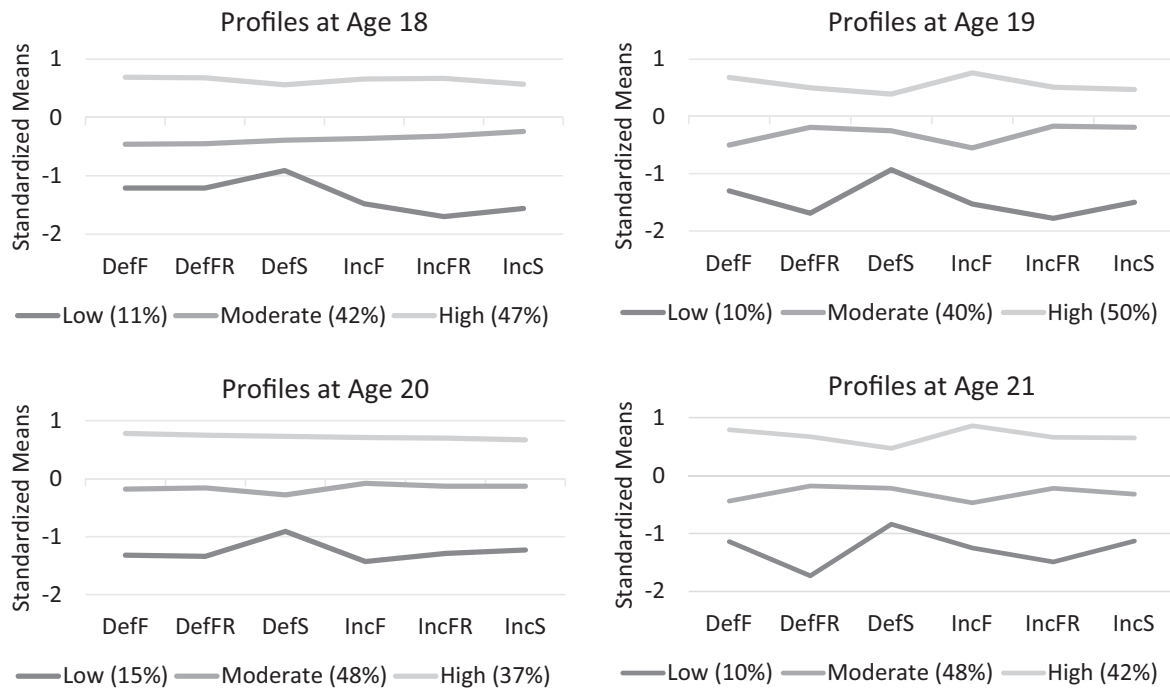 Profiles at Age 18
Standardized Means
1
0
-1
-2
DefF DefFR DefS IncF IncFR IncS
Low (11%) Moderate (42%) High (47%)
Profiles at Age 19
Standardized Means
1
0
-1
-2
DefF DefFR DefS IncF IncFR IncS
Low (10%) Moderate (40%) High (50%)
Profiles at Age 20
Standardized Means
1
0
-1
-2
DefF DefFR DefS IncF IncFR IncS
Low (15%) Moderate (48%) High (37%)
Profiles at Age 21
Standardized Means
1
0
-1
-2
DefF DefFR DefS IncF IncFR IncS
Low (10%) Moderate (48%) High (42%)